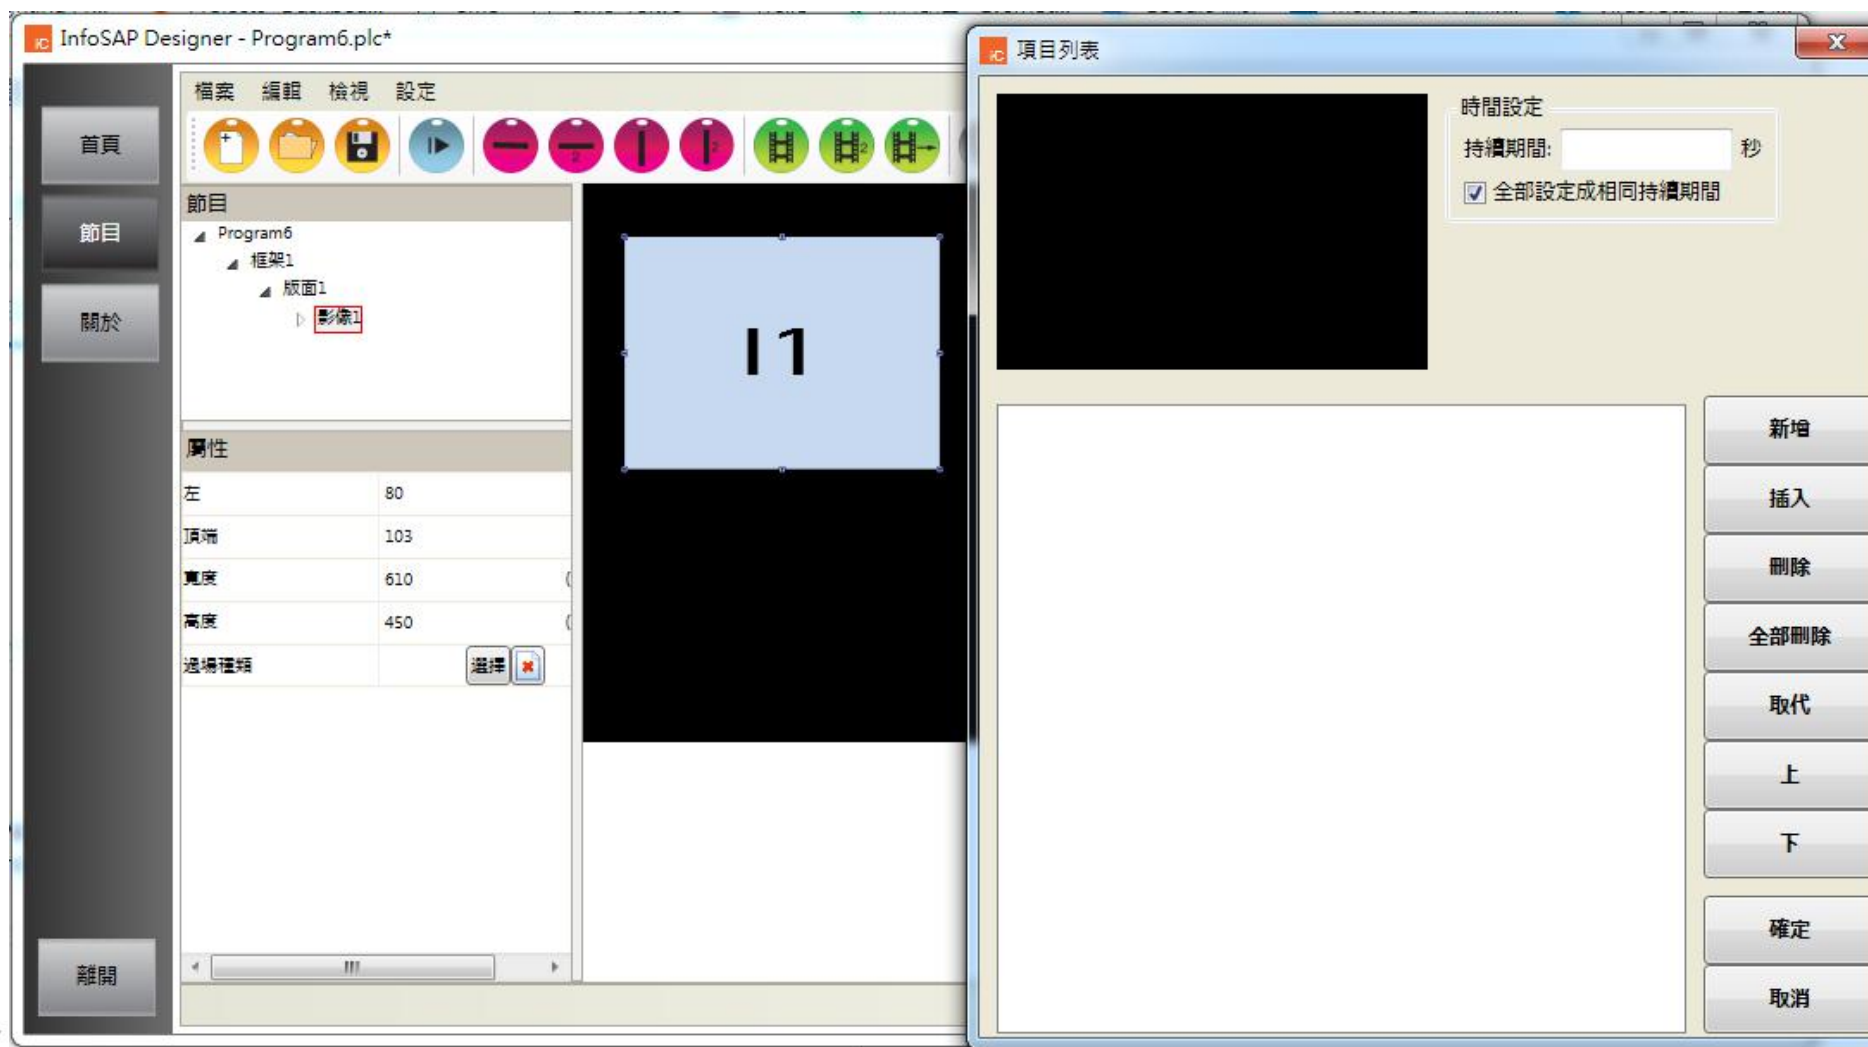 InfoSAP Designer - Program6.plc*
檔案 編輯 檢視 設定
首頁
節目
關於
離開
節目
Program6
框架1
版面1
影像1
屬性
左 80
頂端 103
寬度 610 (
高度 450 (
過場種類 選擇
I1
項目列表
時間設定
持續期間: 秒
全部設定成相同持續期間
新增
插入
刪除
全部刪除
取代
上
下
確定
取消